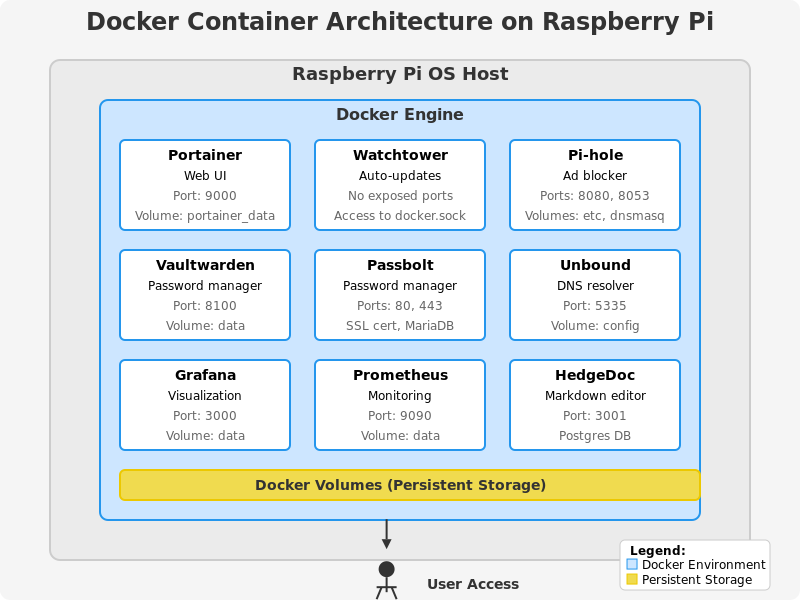 Docker Container Architecture on Raspberry Pi
Raspberry Pi OS Host
Docker Engine
Portainer
Web UI
Port: 9000
Volume: portainer_data
Watchtower
Auto-updates
No exposed ports
Access to docker.sock
Pi-hole
Ad blocker
Ports: 8080, 8053
Volumes: etc, dnsmasq
Vaultwarden
Password manager
Port: 8100
Volume: data
Passbolt
Password manager
Ports: 80, 443
SSL cert, MariaDB
Unbound
DNS resolver
Port: 5335
Volume: config
Grafana
Visualization
Port: 3000
Volume: data
Prometheus
Monitoring
Port: 9090
Volume: data
HedgeDoc
Markdown editor
Port: 3001
Postgres DB
Docker Volumes (Persistent Storage)
User Access
Legend:
Docker Environment
Persistent Storage